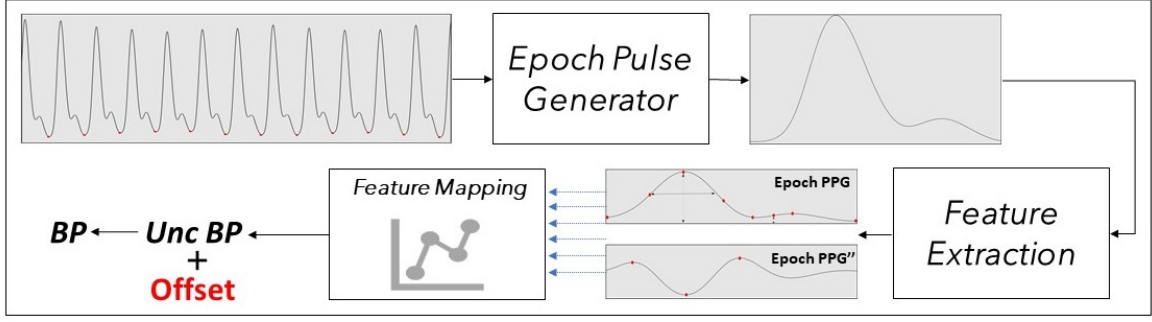 Epoch Pulse
Generator
Feature Mapping
Epoch PPG
Epoch PPG"
Feature
Extraction
BP
Unc BP
+
Offset